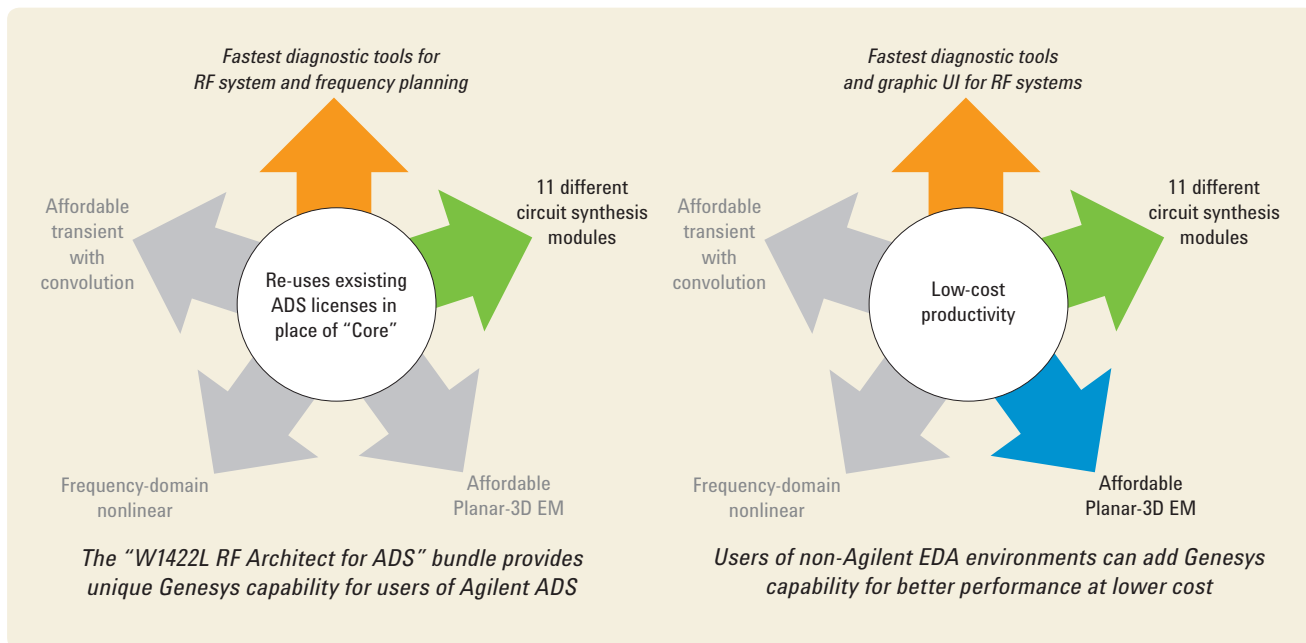 Fastest diagnostic tools for
RF system and frequency planning
Affordable
transient
with
convolution
11 different
circuit synthesis
modules
Re-uses exsisting
ADS licenses in
place of “Core”
Frequency-domain
nonlinear
Affordable
Planar-3D EM
The “W1422L RF Architect for ADS” bundle provides
unique Genesys capability for users of Agilent ADS
Fastest diagnostic tools
and graphic UI for RF systems
Affordable
transient
with
convolution
11 different
circuit synthesis
modules
Low-cost
productivity
Frequency-domain
nonlinear
Affordable
Planar-3D EM
Users of non-Agilent EDA environments can add Genesys
capability for better performance at lower cost